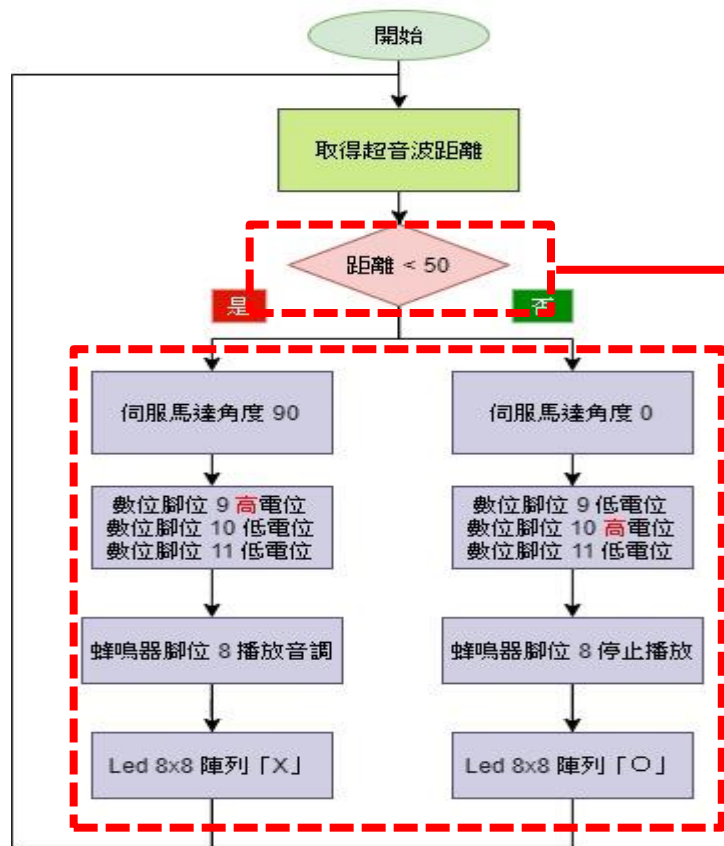 開始
取得超音波距離
距離 < 50
是
否
伺服馬達角度 90
數位腳位 9 高電位
數位腳位 10 低電位
數位腳位 11 低電位
蜂鳴器腳位 8 播放音調
Led 8x8 陣列「X」
伺服馬達角度 0
數位腳位 9 低電位
數位腳位 10 高電位
數位腳位 11 低電位
蜂鳴器腳位 8 停止播放
Led 8x8 陣列「O」